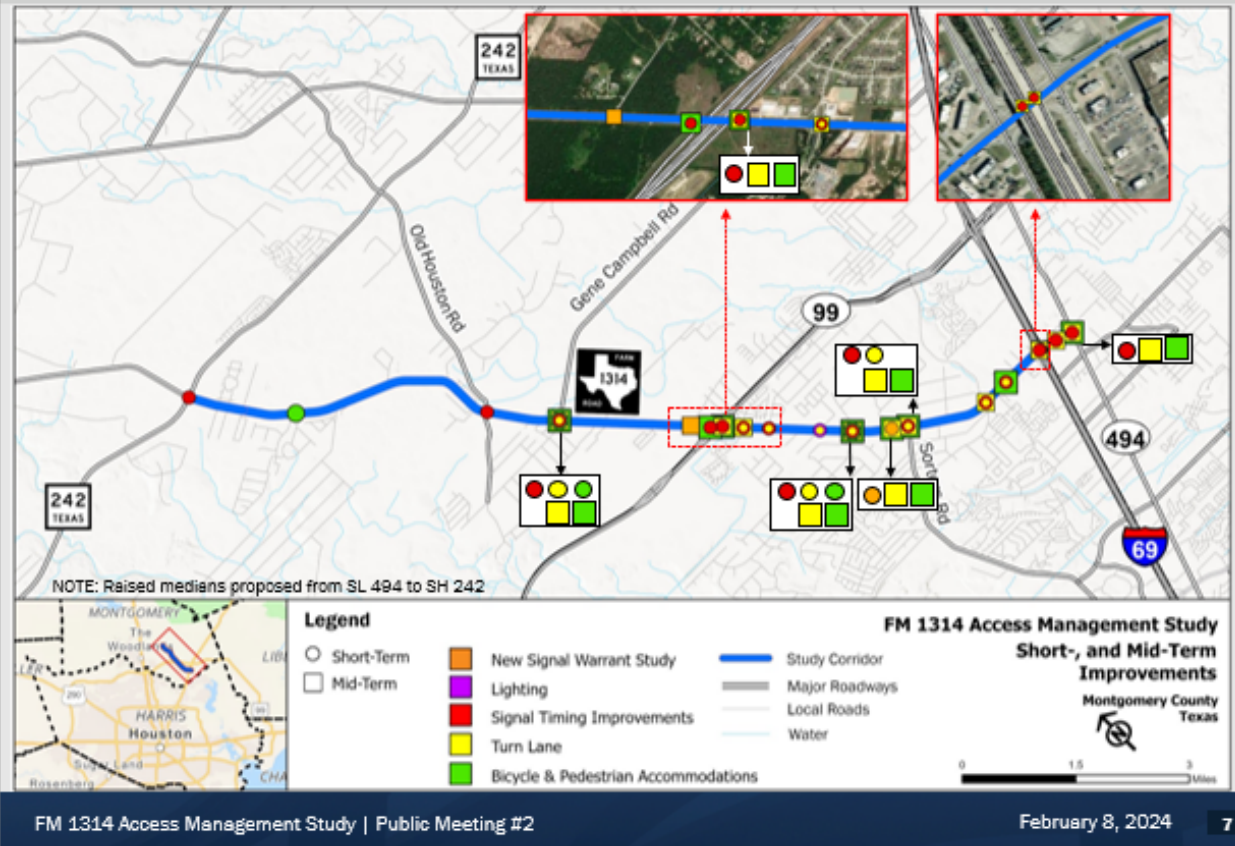 242
TEXAS
Old Houston Rd
Gene Campbell Rd
99
FARM
1314
ROAD
494
242
TEXAS
69
NOTE: Raised medians proposed from SL 494 to SH 242
MONTGOMERY
The
Woodlands
HARRIS
Houston
Sugar Land
Rosenberg
99
Legend
Short-Term
Mid-Term
New Signal Warrant Study
Lighting
Signal Timing Improvements
Turn Lane
Bicycle & Pedestrian Accommodations
Study Corridor
Major Roadways
Local Roads
Water
FM 1314 Access Management Study
Short-, and Mid-Term
Improvements
Montgomery County
Texas
N
0 1.5 3
Miles
FM 1314 Access Management Study | Public Meeting #2
February 8, 2024
7